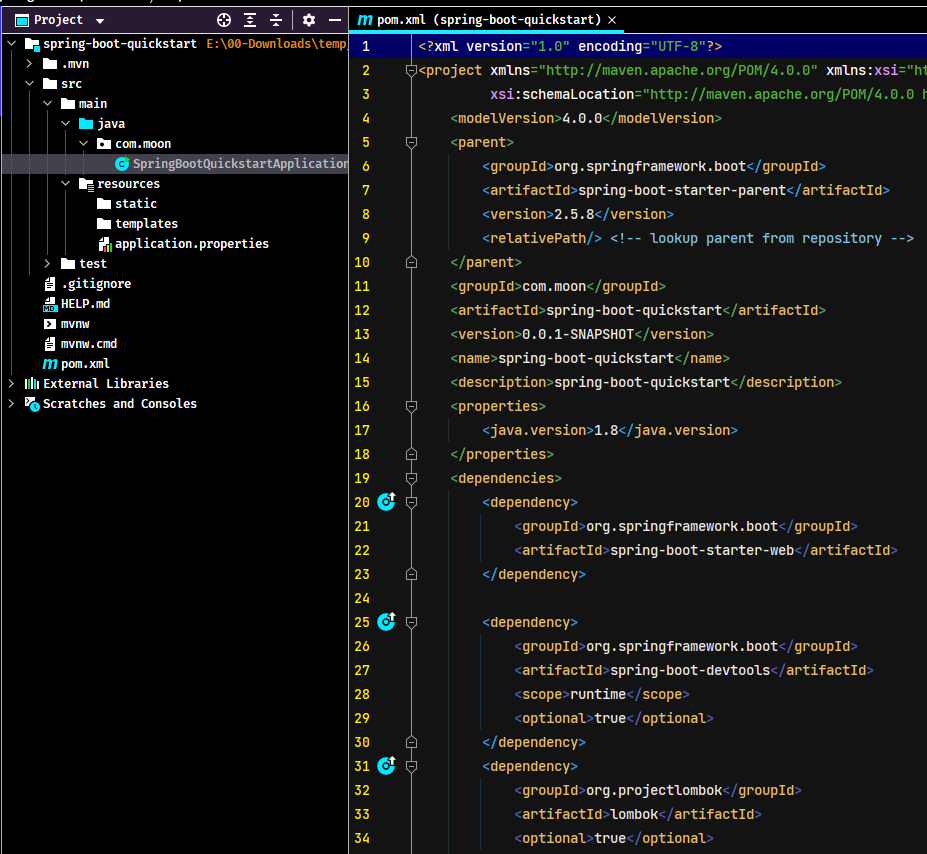 Project
spring-boot-quickstart E:\00-Downloads\temp
.mvn
src
main
java
com.moon
SpringBootQuickstartApplication
resources
static
templates
application.properties
test
.gitignore
HELP.md
mvnw
mvnw.cmd
pom.xml
External Libraries
Scratches and Consoles
pom.xml (spring-boot-quickstart)
1 <?xml version="1.0" encoding="UTF-8"?>
2 <project xmlns="http://maven.apache.org/POM/4.0.0" xmlns:xsi="ht
3 xsi:schemaLocation="http://maven.apache.org/POM/4.0.0 h
4 <modelVersion>4.0.0</modelVersion>
5 <parent>
6 <groupId>org.springframework.boot</groupId>
7 <artifactId>spring-boot-starter-parent</artifactId>
8 <version>2.5.8</version>
9 <relativePath/> <!-- lookup parent from repository -->
10 </parent>
11 <groupId>com.moon</groupId>
12 <artifactId>spring-boot-quickstart</artifactId>
13 <version>0.0.1-SNAPSHOT</version>
14 <name>spring-boot-quickstart</name>
15 <description>spring-boot-quickstart</description>
16 <properties>
17 <java.version>1.8</java.version>
18 </properties>
19 <dependencies>
20 <dependency>
21 <groupId>org.springframework.boot</groupId>
22 <artifactId>spring-boot-starter-web</artifactId>
23 </dependency>
24
25 <dependency>
26 <groupId>org.springframework.boot</groupId>
27 <artifactId>spring-boot-devtools</artifactId>
28 <scope>runtime</scope>
29 <optional>true</optional>
30 </dependency>
31 <dependency>
32 <groupId>org.projectlombok</groupId>
33 <artifactId>lombok</artifactId>
34 <optional>true</optional>